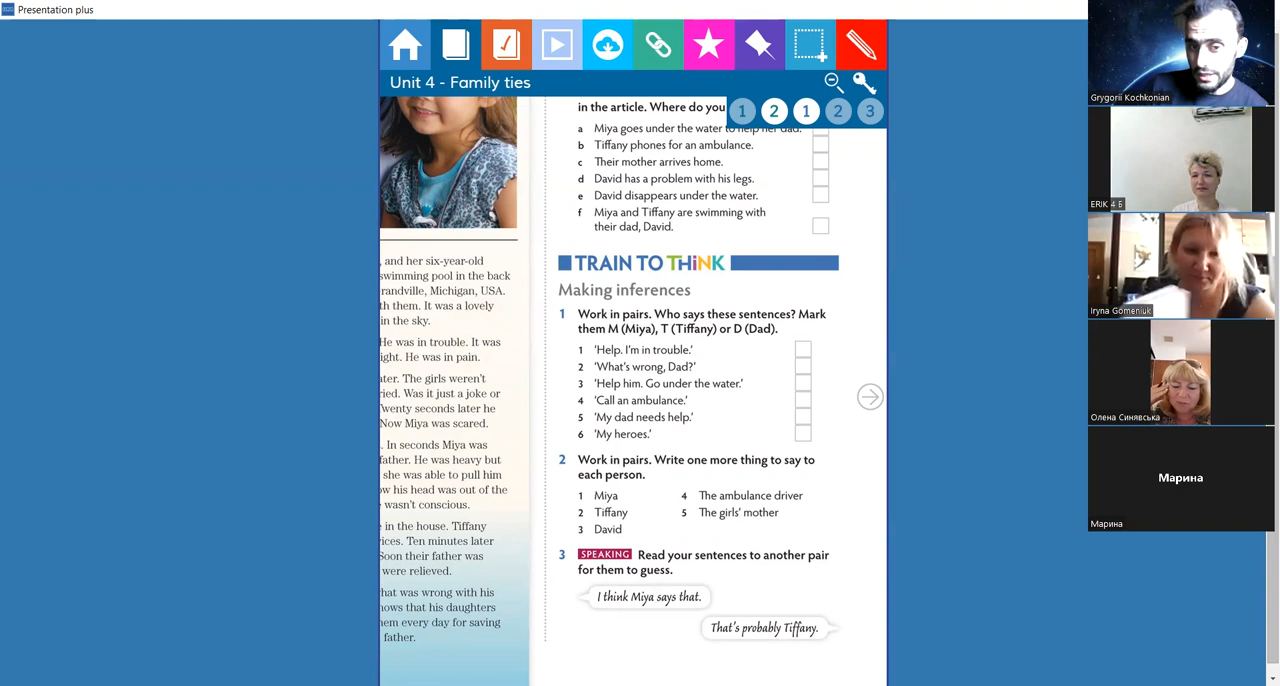 Presentation plus
Unit 4 - Family ties
1 2 1 2 3
in the article. Where do you
a Miya goes under the water to help her dad.
b Tiffany phones for an ambulance.
c Their mother arrives home.
d David has a problem with his legs.
e David disappears under the water.
f Miya and Tiffany are swimming with
their dad, David.
, and her six-year-old
swimming pool in the back
randville, Michigan, USA.
th them. It was a lovely
in the sky.
He was in trouble. It was
ight. He was in pain.
ater. The girls weren't
ried. Was it just a joke or
Twenty seconds later he
Now Miya was scared.
. In seconds Miya was
father. He was heavy but
she was able to pull him
ow his head was out of the
wasn't conscious.
e in the house. Tiffany
vices. Ten minutes later
Soon their father was
were relieved.
hat was wrong with his
nows that his daughters
hem every day for saving
father.
TRAIN TO THiNK
Making inferences
1 Work in pairs. Who says these sentences? Mark
them M (Miya), T (Tiffany) or D (Dad).
1 'Help. I'm in trouble.'
2 'What's wrong, Dad?'
3 'Help him. Go under the water.'
4 'Call an ambulance.'
5 'My dad needs help.'
6 'My heroes.'
2 Work in pairs. Write one more thing to say to
each person.
1 Miya
2 Tiffany
3 David
4 The ambulance driver
5 The girls' mother
3 SPEAKING Read your sentences to another pair
for them to guess.
I think Miya says that.
That's probably Tiffany.
Grygorii Kochkonian
ERIK 4 Б
Iryna Gomeniuk
Олена Синявська
Марина
Марина